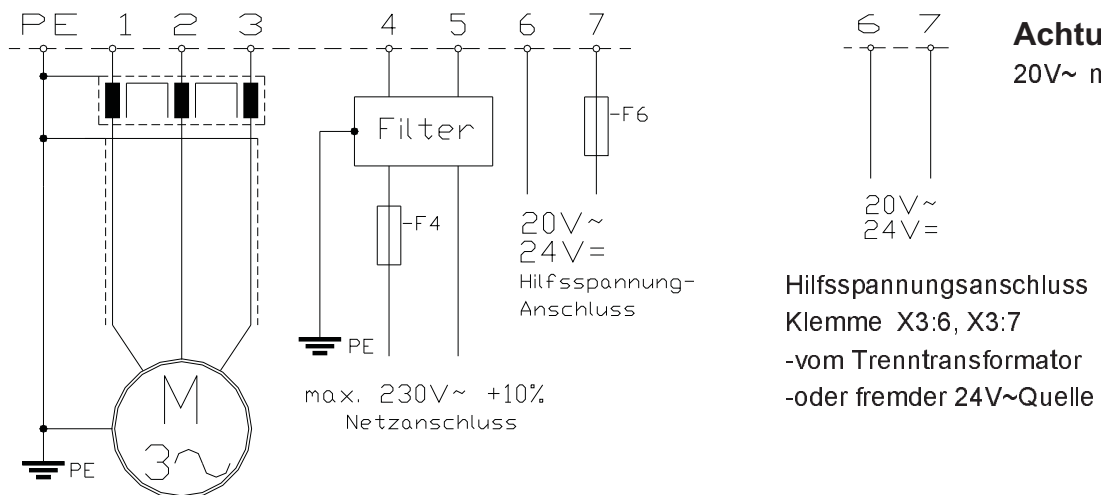 PE 1 2 3 4 5 6 7
Filter
-F4
-F6
20V~
24V=
Hilfsspannung-
Anschluss
PE
max. 230V~ +10%
Netzanschluss
M
3~
PE
6 7
20V~
24V=
Achtu
20V~ m
Hilfsspannungsanschluss
Klemme X3:6, X3:7
-vom Trenntransformator
-oder fremder 24V~Quelle